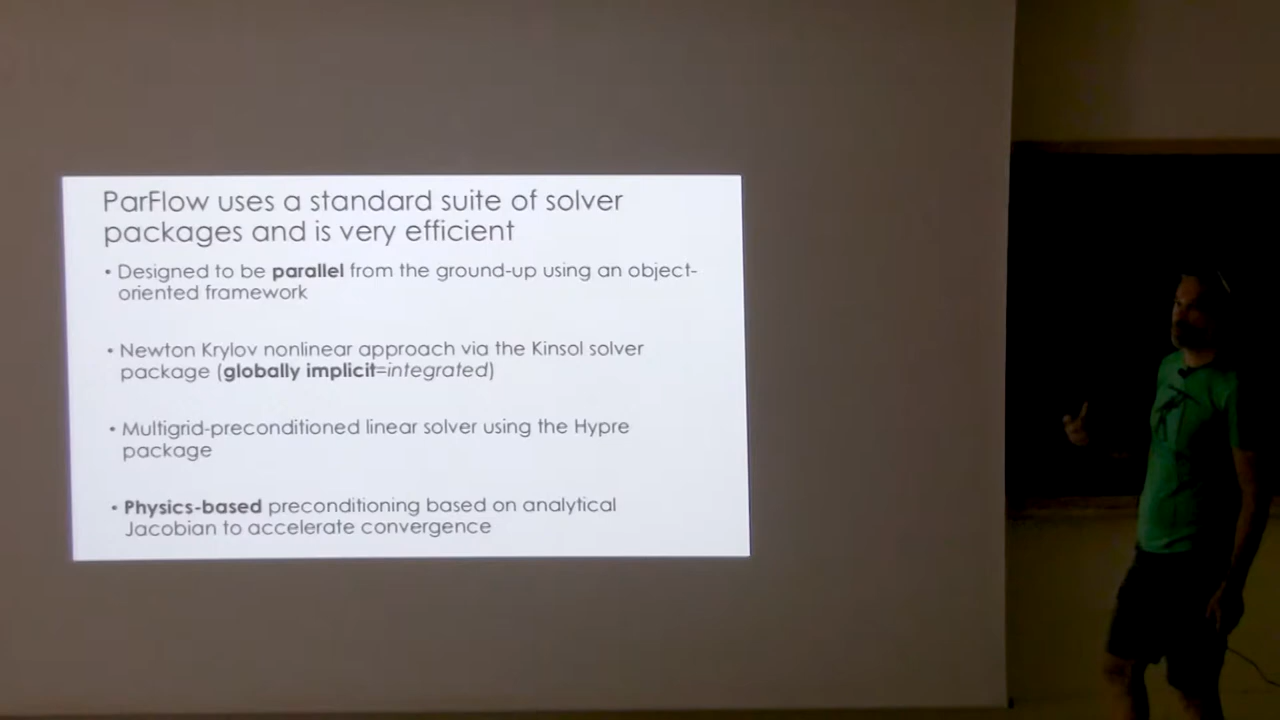 ParFlow uses a standard suite of solver
packages and is very efficient
• Designed to be parallel from the ground-up using an object-
oriented framework
• Newton Krylov nonlinear approach via the Kinsol solver
package (globally implicit=integrated)
• Multigrid-preconditioned linear solver using the Hypre
package
• Physics-based preconditioning based on analytical
Jacobian to accelerate convergence